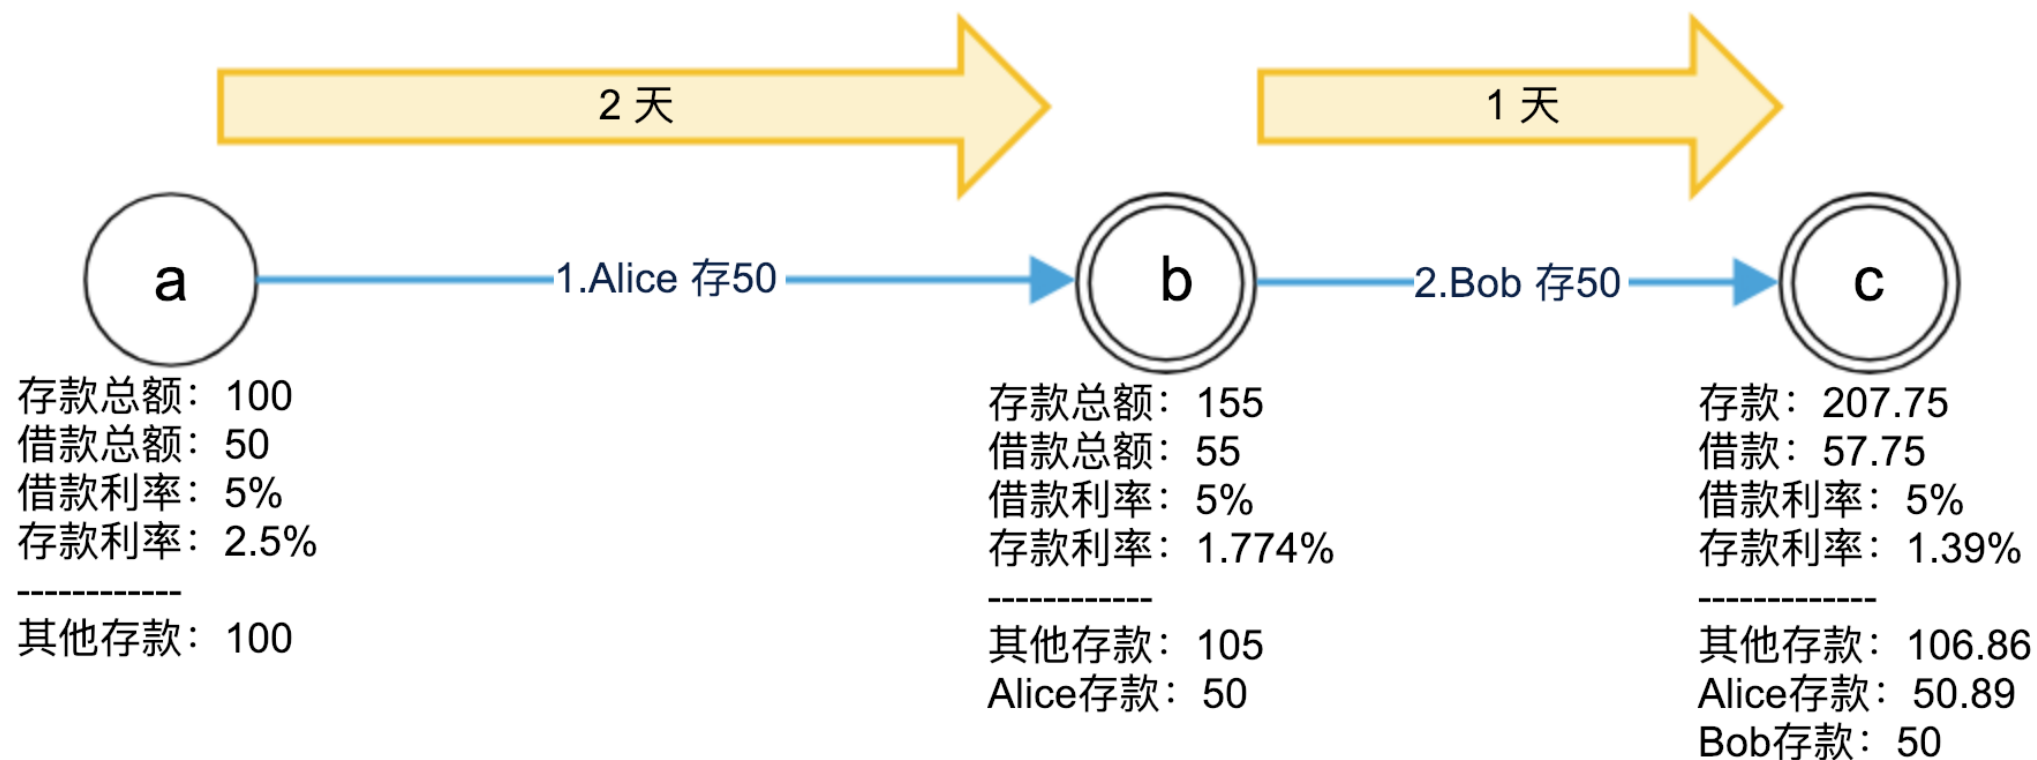 2 天
1 天
a
1.Alice 存50
b
2.Bob 存50
c
存款总额：100
借款总额：50
借款利率：5%
存款利率：2.5%
------------
其他存款：100
存款总额：155
借款总额：55
借款利率：5%
存款利率：1.774%
------------
其他存款：105
Alice存款：50
存款：207.75
借款：57.75
借款利率：5%
存款利率：1.39%
-------------
其他存款：106.86
Alice存款：50.89
Bob存款：50